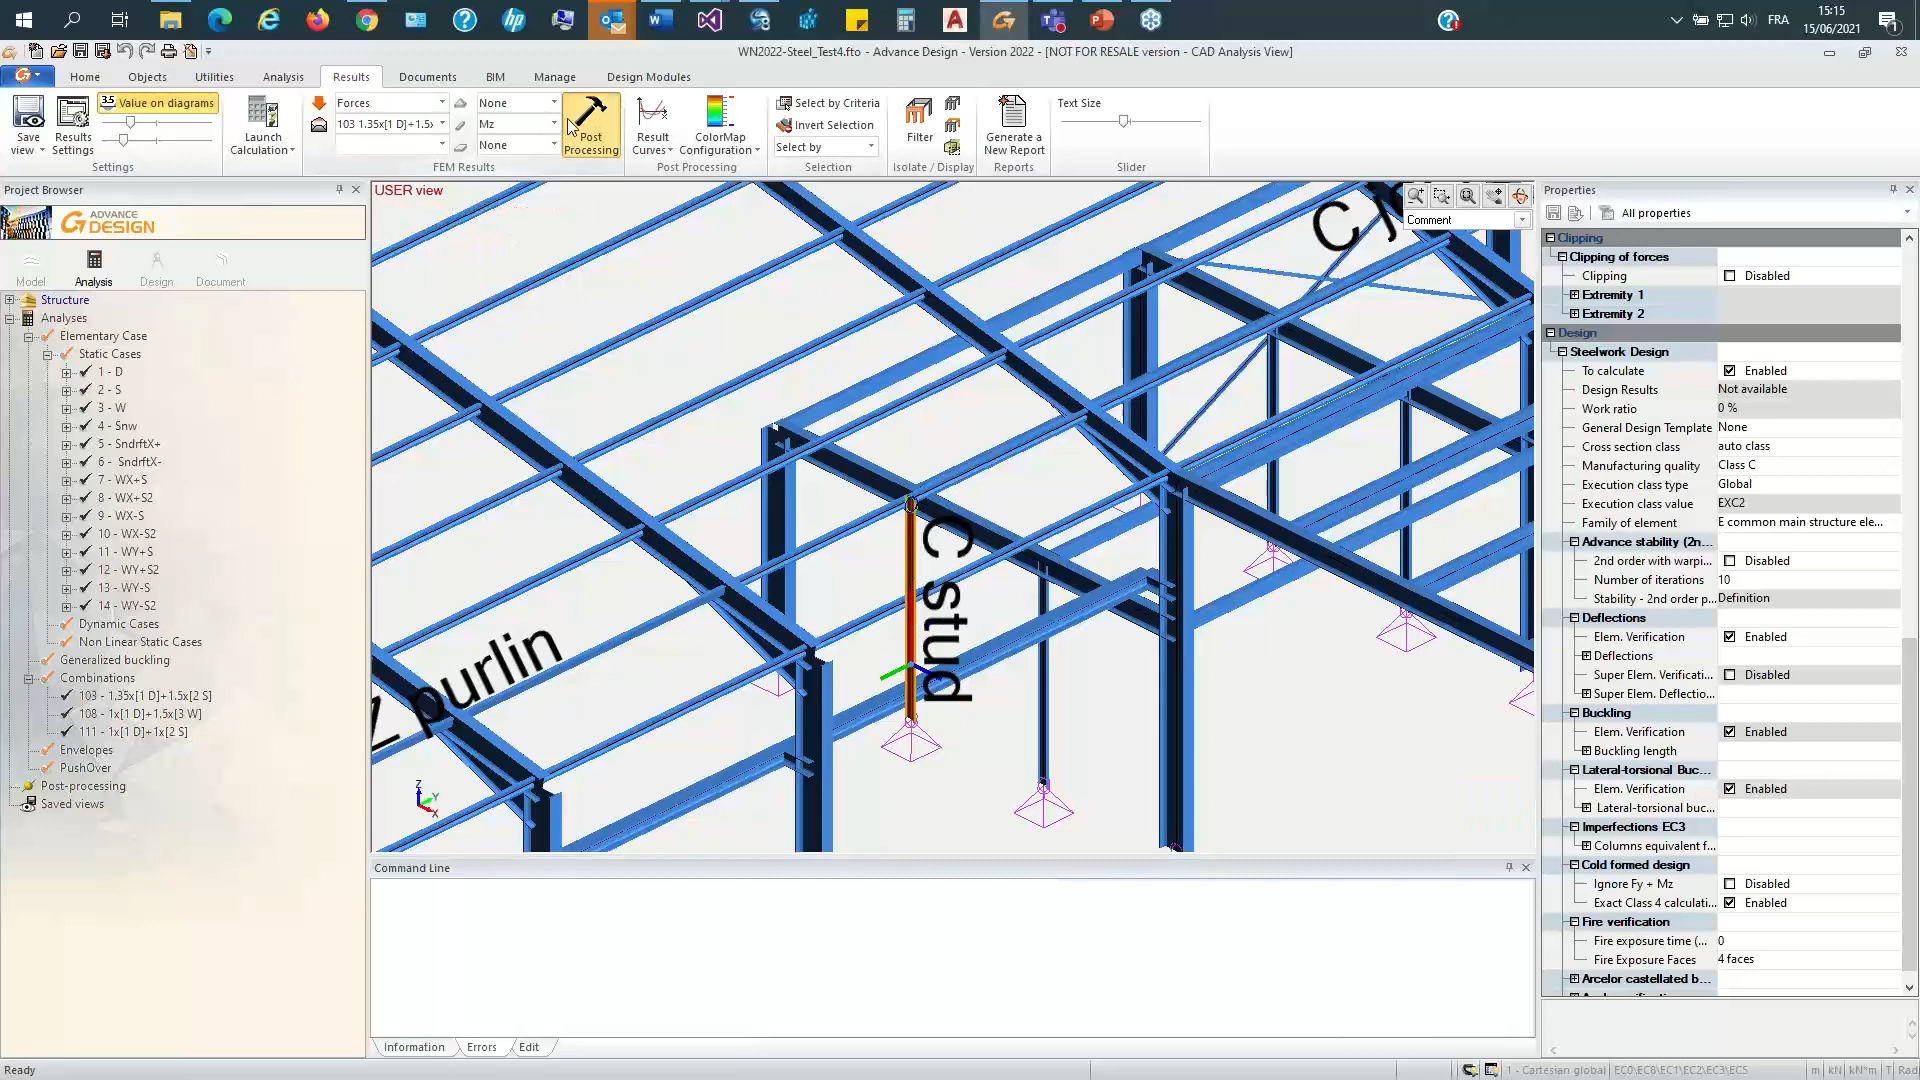 15:15
FRA
15/06/2021
1
WN2022-Steel_Test4.fto - Advance Design - Version 2022 - [NOT FOR RESALE version - CAD Analysis View]
Home Objects Utilities Analysis Results Documents BIM Manage Design Modules
3.5 Value on diagrams
Save view
Results Settings
Settings
Launch Calculation
Forces
103 1.35x[1 D]+1.5x
None
Mz
None
FEM Results
Post Processing
Result Curves
ColorMap Configuration
Post Processing
Select by Criteria
Invert Selection
Select by
Selection
Filter
Isolate / Display
Generate a New Report
Reports
Text Size
Slider
Project Browser
ADVANCE
DESIGN
Model Analysis Design Document
Structure
Analyses
Elementary Case
Static Cases
1 - D
2 - S
3 - W
4 - Snw
5 - SndrftX+
6 - SndrftX-
7 - WX+S
8 - WX+S2
9 - WX-S
10 - WX-S2
11 - WY+S
12 - WY+S2
13 - WY-S
14 - WY-S2
Dynamic Cases
Non Linear Static Cases
Generalized buckling
Combinations
103 - 1.35x[1 D]+1.5x[2 S]
108 - 1x[1 D]+1.5x[3 W]
111 - 1x[1 D]+1x[2 S]
Envelopes
PushOver
Post-processing
Saved views
USER view
Comment
C stud
Z purlin
Z
Y
X
Command Line
Information Errors Edit
Properties
All properties
Clipping
Clipping of forces
Clipping Disabled
Extremity 1
Extremity 2
Design
Steelwork Design
To calculate Enabled
Design Results Not available
Work ratio 0 %
General Design Template None
Cross section class auto class
Manufacturing quality Class C
Execution class type Global
Execution class value EXC2
Family of element E common main structure ele...
Advance stability (2n...
2nd order with warpi... Disabled
Number of iterations 10
Stability - 2nd order p... Definition
Deflections
Elem. Verification Enabled
Deflections
Super Elem. Verificati... Disabled
Super Elem. Deflectio...
Buckling
Elem. Verification Enabled
Buckling length
Lateral-torsional Buc...
Elem. Verification Enabled
Lateral-torsional buc...
Imperfections EC3
Columns equivalent f...
Cold formed design
Ignore Fy + Mz Disabled
Exact Class 4 calculati... Enabled
Fire verification
Fire exposure time (... 0
Fire Exposure Faces 4 faces
Arcelor castellated b...
Ready
1 - Cartesian global EC0\EC8\EC1\EC2\EC3\EC5 m kN kN*m T Rad